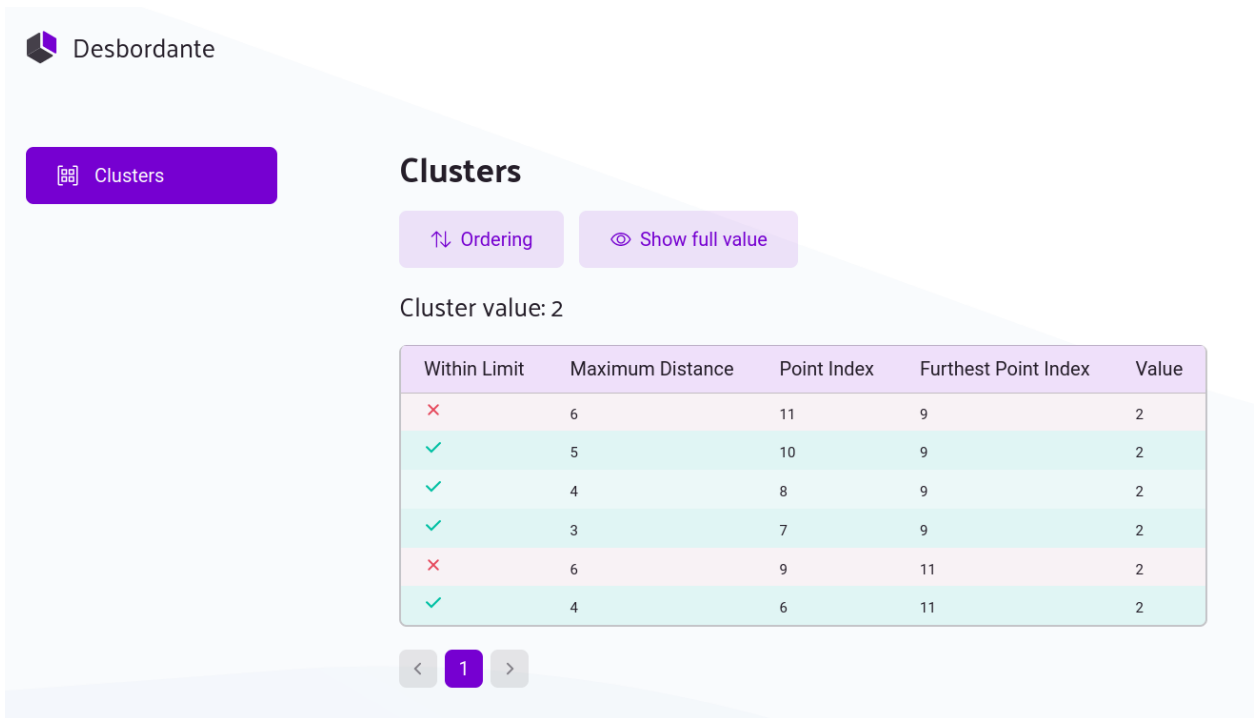 Desbordante
Clusters
Clusters
Ordering Show full value
Cluster value: 2
Within Limit Maximum Distance Point Index Furthest Point Index Value
6 11 9 2
5 10 9 2
4 8 9 2
3 7 9 2
6 9 11 2
4 6 11 2
1